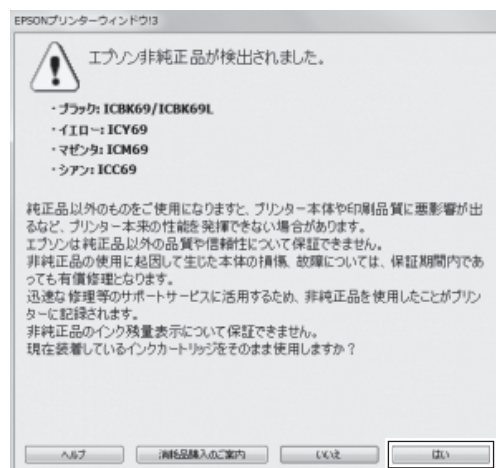 EPSONプリンターウィンドウ!3
エプソン非純正品が検出されました。
・ブラック: ICBK69/ICBK69L
・イエロー: ICY69
・マゼンタ: ICM69
・シアン: ICC69
純正品以外のものをご使用になりますと、プリンター本体や印刷品質に悪影響が出
るなど、プリンター本来の性能を発揮できない場合があります。
エプソンは純正品以外の品質や信頼性について保証できません。
非純正品の使用に起因して生じた本体の損傷、故障については、保証期間内であ
っても有償修理となります。
迅速な修理等のサポートサービスに活用するため、非純正品を使用したことがプリン
ターに記録されます。
非純正品のインク残量表示について保証できません。
現在装着しているインクカートリッジをそのまま使用しますか?
ヘルプ
消耗品購入のご案内
いいえ
はい